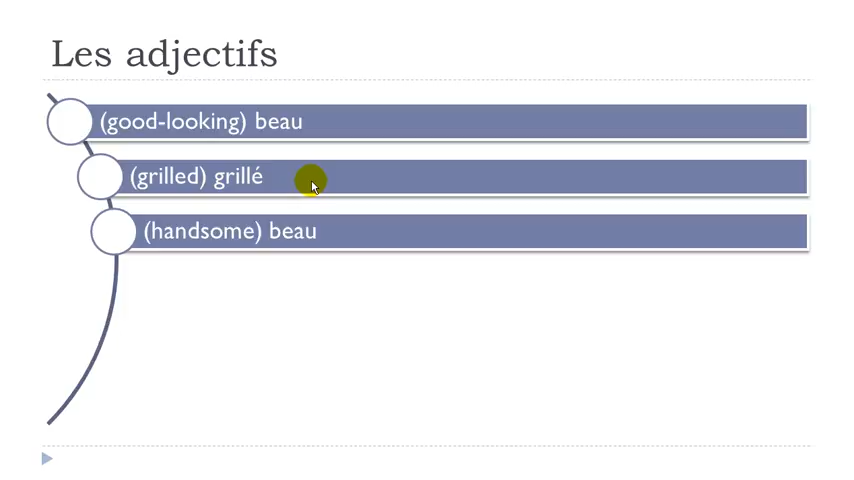 Les adjectifs
(good-looking) beau
(grilled) grillé
(handsome) beau